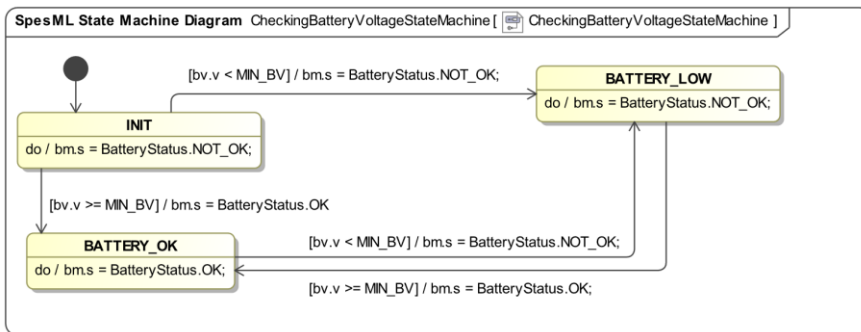 SpesML State Machine Diagram CheckingBatteryVoltageStateMachine [ CheckingBatteryVoltageStateMachine ]
[bv.v < MIN_BV] / bm.s = BatteryStatus.NOT_OK;
BATTERY_LOW
do / bm.s = BatteryStatus.NOT_OK;
INIT
do / bm.s = BatteryStatus.NOT_OK;
[bv.v >= MIN_BV] / bm.s = BatteryStatus.OK
BATTERY_OK
do / bm.s = BatteryStatus.OK;
[bv.v < MIN_BV] / bm.s = BatteryStatus.NOT_OK;
[bv.v >= MIN_BV] / bm.s = BatteryStatus.OK;